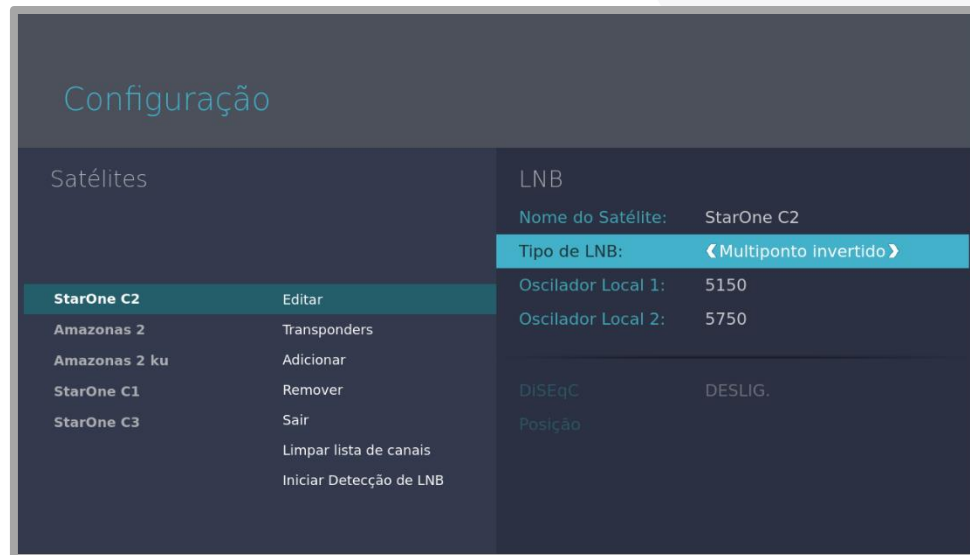 Configuração
Satélites
StarOne C2
Amazonas 2
Amazonas 2 ku
StarOne C1
StarOne C3
Editar
Transponders
Adicionar
Remover
Sair
Limpar lista de canais
Iniciar Detecção de LNB
LNB
Nome do Satélite: StarOne C2
Tipo de LNB: ❮Multiponto invertido❯
Oscilador Local 1: 5150
Oscilador Local 2: 5750
DiSEqC DESLIG.
Posição